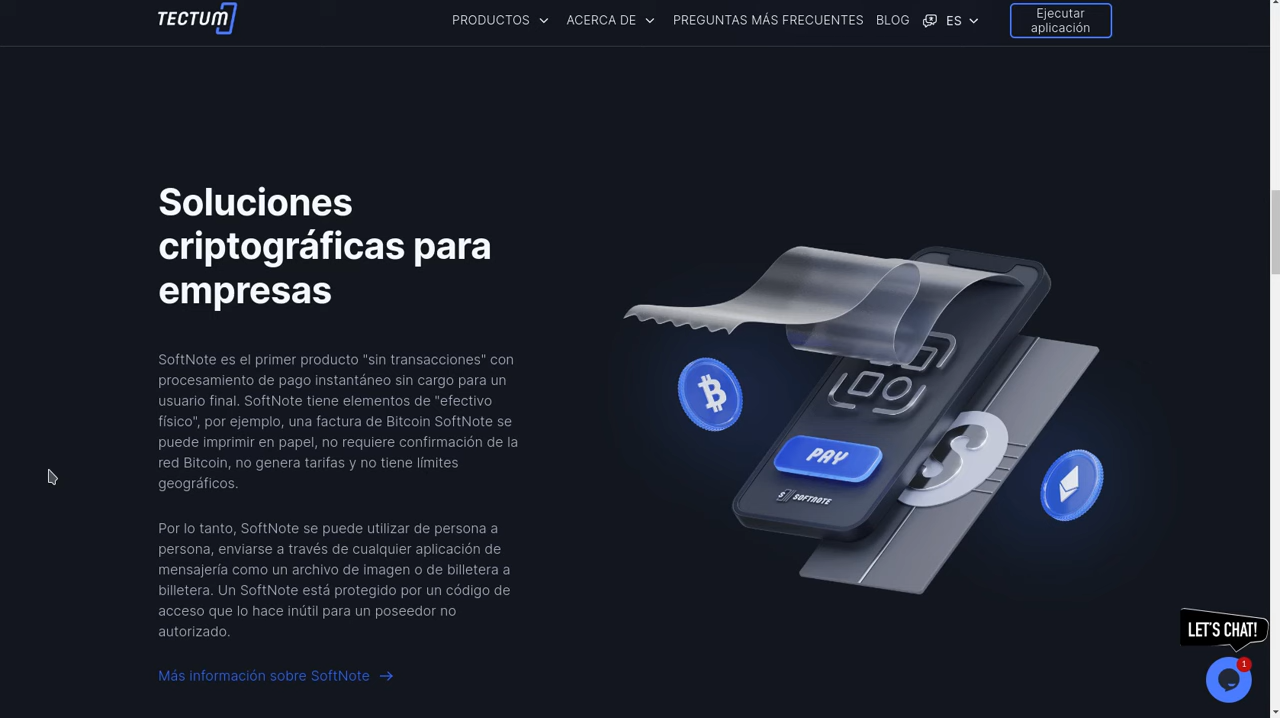 TECTUM
PRODUCTOS
ACERCA DE
PREGUNTAS MÁS FRECUENTES
BLOG
ES
Ejecutar
aplicación
Soluciones
criptográficas para
empresas
SoftNote es el primer producto "sin transacciones" con
procesamiento de pago instantáneo sin cargo para un
usuario final. SoftNote tiene elementos de "efectivo
físico", por ejemplo, una factura de Bitcoin SoftNote se
puede imprimir en papel, no requiere confirmación de la
red Bitcoin, no genera tarifas y no tiene límites
geográficos.
Por lo tanto, SoftNote se puede utilizar de persona a
persona, enviarse a través de cualquier aplicación de
mensajería como un archivo de imagen o de billetera a
billetera. Un SoftNote está protegido por un código de
acceso que lo hace inútil para un poseedor no
autorizado.
Más información sobre SoftNote
PAY
S SOFTNOTE
LET'S CHAT!
1